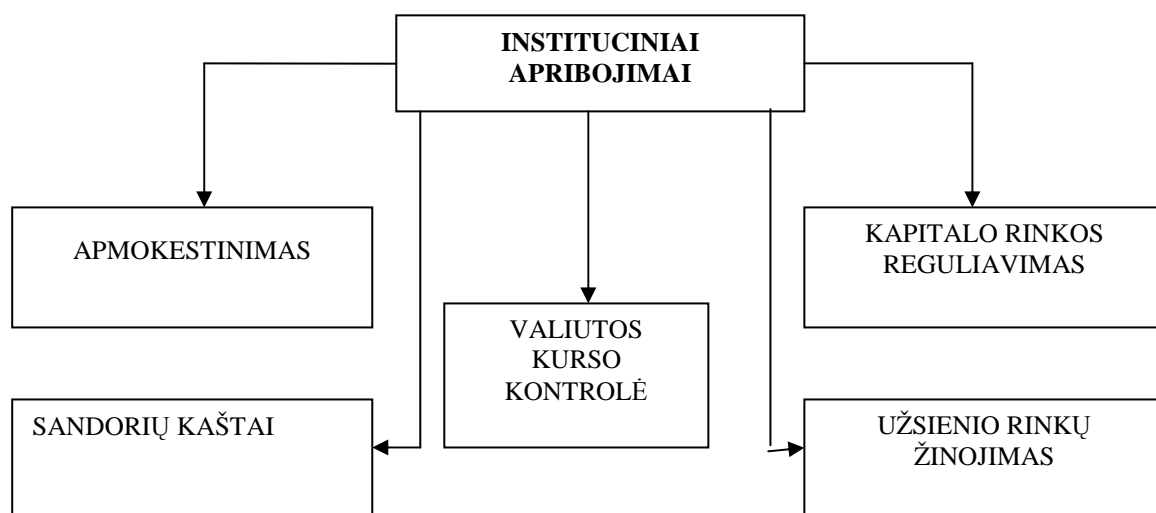 INSTITUCINIAI
APRIBOJIMAI
APMOKESTINIMAS
KAPITALO RINKOS
REGULIAVIMAS
VALIUTOS
KURSO
KONTROLĖ
SANDORIŲ KAŠTAI
UŽSIENIO RINKŲ
ŽINOJIMAS